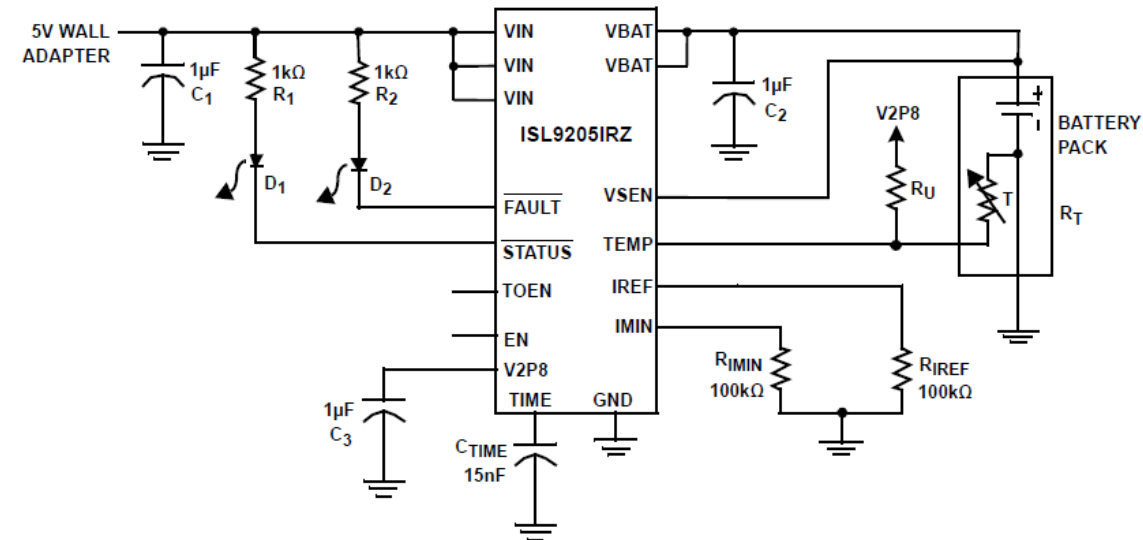 5V WALL
ADAPTER
1µF
C1
1kΩ
R1
1kΩ
R2
D1
D2
VIN
VIN
VIN
ISL9205IRZ
FAULT
STATUS
TOEN
EN
V2P8
TIME
GND
VBAT
VBAT
VSEN
TEMP
IREF
IMIN
1µF
C2
V2P8
RU
+
-
BATTERY
PACK
T
RT
RIMIN
100kΩ
RIREF
100kΩ
1µF
C3
CTIME
15nF